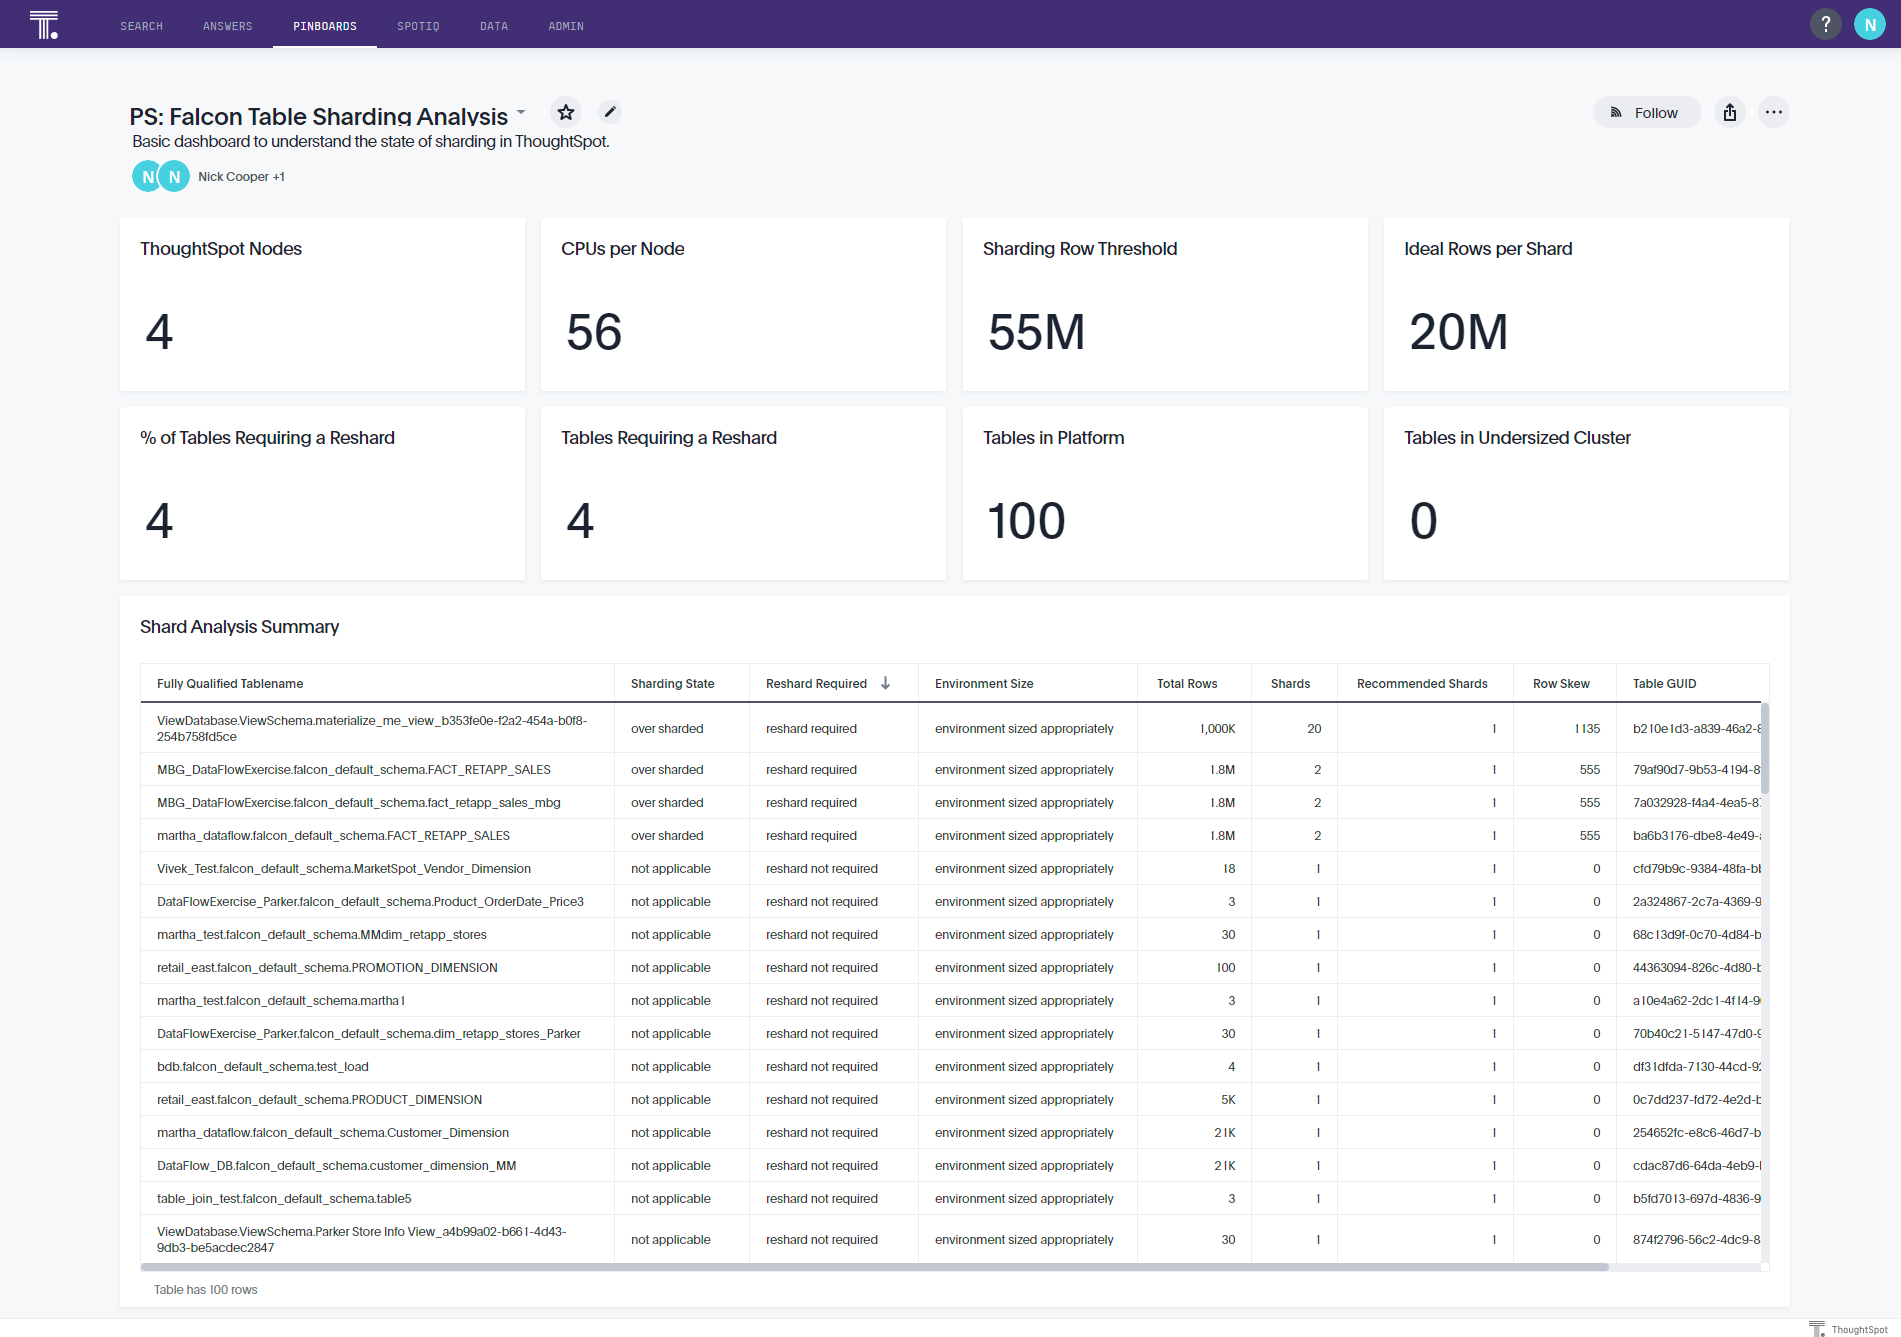 T.
SEARCH ANSWERS PINBOARDS SPOTIQ DATA ADMIN ? N
PS: Falcon Table Sharding Analysis
Follow
Basic dashboard to understand the state of sharding in ThoughtSpot.
N N Nick Cooper +1
ThoughtSpot Nodes CPUs per Node Sharding Row Threshold Ideal Rows per Shard
4 56 55M 20M
% of Tables Requiring a Reshard Tables Requiring a Reshard Tables in Platform Tables in Undersized Cluster
4 4 100 0
Shard Analysis Summary
Fully Qualified Tablename Sharding State Reshard Required Environment Size Total Rows Shards Recommended Shards Row Skew Table GUID
ViewDatabase.ViewSchema.materialize_me_view_b353fe0e-f2a2-454a-b0f8-
254b758fd5ce over sharded reshard required environment sized appropriately 1,000K 20 1 1135 b210e1d3-a839-46a2-8
MBG_DataFlowExercise.falcon_default_schema.FACT_RETAPP_SALES over sharded reshard required environment sized appropriately 1.8M 2 1 555 79af90d7-9b53-4194-8
MBG_DataFlowExercise.falcon_default_schema.fact_retapp_sales_mbg over sharded reshard required environment sized appropriately 1.8M 2 1 555 7a032928-f4a4-4ea5-8
martha_dataflow.falcon_default_schema.FACT_RETAPP_SALES over sharded reshard required environment sized appropriately 1.8M 2 1 555 ba6b3176-dbe8-4e49-
Vivek_Test.falcon_default_schema.MarketSpot_Vendor_Dimension not applicable reshard not required environment sized appropriately 18 1 1 0 cfd79b9c-9384-48fa-b
DataFlowExercise_Parker.falcon_default_schema.Product_OrderDate_Price3 not applicable reshard not required environment sized appropriately 3 1 1 0 2a324867-2c7a-4369-9
martha_test.falcon_default_schema.MMdim_retapp_stores not applicable reshard not required environment sized appropriately 30 1 1 0 68c13d9f-0c70-4d84-b
retail_east.falcon_default_schema.PROMOTION_DIMENSION not applicable reshard not required environment sized appropriately 100 1 1 0 44363094-826c-4d80-b
martha_test.falcon_default_schema.martha1 not applicable reshard not required environment sized appropriately 3 1 1 0 a10e4a62-2dc1-4f14-9
DataFlowExercise_Parker.falcon_default_schema.dim_retapp_stores_Parker not applicable reshard not required environment sized appropriately 30 1 1 0 70b40c21-5147-47d0-9
bdb.falcon_default_schema.test_load not applicable reshard not required environment sized appropriately 4 1 1 0 df31dfda-7130-44cd-92
retail_east.falcon_default_schema.PRODUCT_DIMENSION not applicable reshard not required environment sized appropriately 5K 1 1 0 0c7dd237-fd72-4e2d-b
martha_dataflow.falcon_default_schema.Customer_Dimension not applicable reshard not required environment sized appropriately 21K 1 1 0 254652fc-e8c6-46d7-b
DataFlow_DB.falcon_default_schema.customer_dimension_MM not applicable reshard not required environment sized appropriately 21K 1 1 0 cdac87d6-64da-4eb9-
table_join_test.falcon_default_schema.table5 not applicable reshard not required environment sized appropriately 3 1 1 0 b5fd7013-697d-4836-9
ViewDatabase.ViewSchema.Parker Store Info View_a4b99a02-b661-4d43-
9db3-be5acdec2847 not applicable reshard not required environment sized appropriately 30 1 1 0 874f2796-56c2-4dc9-8
Table has 100 rows
T. ThoughtSpot